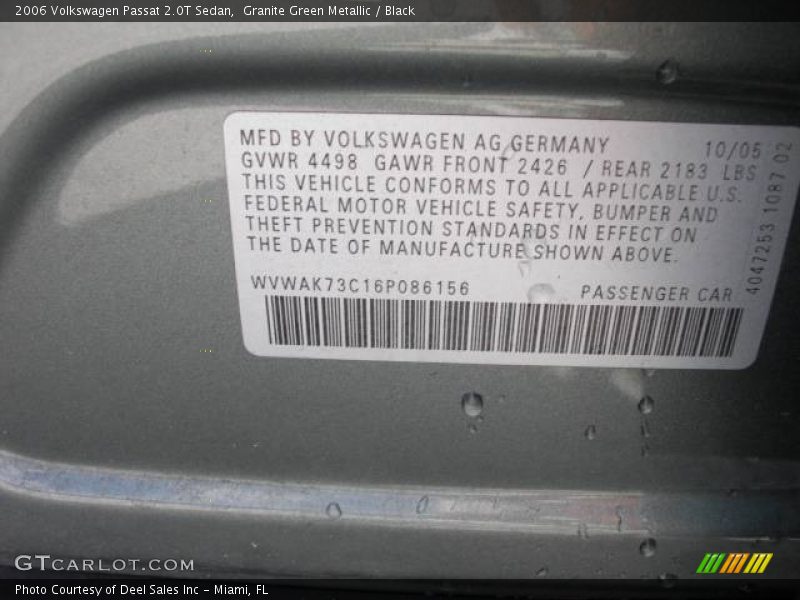 2006 Volkswagen Passat 2.0T Sedan, Granite Green Metallic / Black
MFD BY VOLKSWAGEN AG GERMANY 10/05
GVWR 4498 GAWR FRONT 2426 / REAR 2183 LBS
THIS VEHICLE CONFORMS TO ALL APPLICABLE U.S.
FEDERAL MOTOR VEHICLE SAFETY, BUMPER AND
THEFT PREVENTION STANDARDS IN EFFECT ON
THE DATE OF MANUFACTURE SHOWN ABOVE.
WVWAK73C16P086156 PASSENGER CAR
4047253 1087 02
GTCARLOT.COM
Photo Courtesy of Deel Sales Inc - Miami, FL